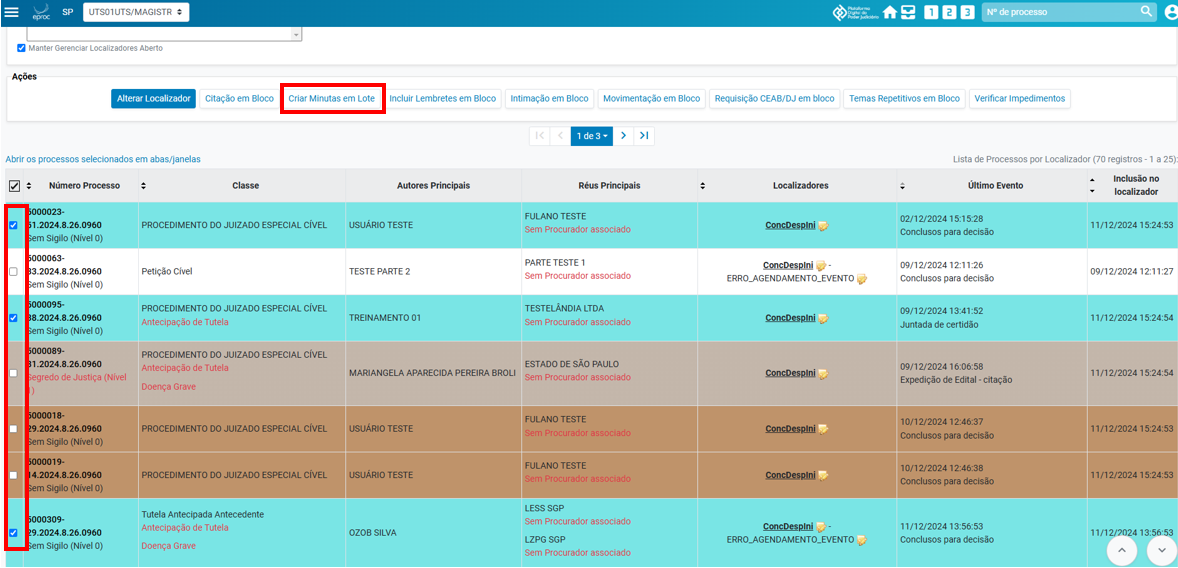 eproc SP UTS01UTS/MAGISTR Plataforma Digital do Poder Judiciário 1 2 3 Nº de processo
Manter Gerenciar Localizadores Aberto
Ações
Alterar Localizador Citação em Bloco Criar Minutas em Lote Incluir Lembretes em Bloco Intimação em Bloco Movimentação em Bloco Requisição CEAB/DJ em bloco Temas Repetitivos em Bloco Verificar Impedimentos
1 de 3
Abrir os processos selecionados em abas/janelas Lista de Processos por Localizador (70 registros - 1 a 25):
Número Processo Classe Autores Principais Réus Principais Localizadores Último Evento Inclusão no
localizador
5000023-
51.2024.8.26.0960
Sem Sigilo (Nível 0)
PROCEDIMENTO DO JUIZADO ESPECIAL CÍVEL
USUÁRIO TESTE
FULANO TESTE
Sem Procurador associado
ConcDespIni
02/12/2024 15:15:28
Conclusos para decisão
11/12/2024 15:24:53
5000063-
33.2024.8.26.0960
Sem Sigilo (Nível 0)
Petição Cível
TESTE PARTE 2
PARTE TESTE 1
Sem Procurador associado
ConcDespIni -
ERRO_AGENDAMENTO_EVENTO
09/12/2024 12:11:26
Conclusos para decisão
09/12/2024 12:11:27
5000095-
38.2024.8.26.0960
Sem Sigilo (Nível 0)
PROCEDIMENTO DO JUIZADO ESPECIAL CÍVEL
Antecipação de Tutela
TREINAMENTO 01
TESTELÂNDIA LTDA
Sem Procurador associado
ConcDespIni
09/12/2024 13:41:52
Juntada de certidão
11/12/2024 15:24:54
5000089-
31.2024.8.26.0960
Segredo de Justiça (Nível
1)
PROCEDIMENTO DO JUIZADO ESPECIAL CÍVEL
Antecipação de Tutela
Doença Grave
MARIANGELA APARECIDA PEREIRA BROLI
ESTADO DE SÃO PAULO
Sem Procurador associado
ConcDespIni
09/12/2024 16:06:58
Expedição de Edital - citação
11/12/2024 15:24:54
5000018-
29.2024.8.26.0960
Sem Sigilo (Nível 0)
PROCEDIMENTO DO JUIZADO ESPECIAL CÍVEL
USUÁRIO TESTE
FULANO TESTE
Sem Procurador associado
ConcDespIni
10/12/2024 12:46:37
Conclusos para decisão
11/12/2024 15:24:53
5000019-
14.2024.8.26.0960
Sem Sigilo (Nível 0)
PROCEDIMENTO DO JUIZADO ESPECIAL CÍVEL
USUÁRIO TESTE
FULANO TESTE
Sem Procurador associado
ConcDespIni
10/12/2024 12:46:38
Conclusos para decisão
11/12/2024 15:24:53
5000309-
29.2024.8.26.0960
Sem Sigilo (Nível 0)
Tutela Antecipada Antecedente
Antecipação de Tutela
Doença Grave
OZOB SILVA
LESS SGP
Sem Procurador associado
LZPG SGP
Sem Procurador associado
ConcDespIni -
ERRO_AGENDAMENTO_EVENTO
11/12/2024 13:56:53
Conclusos para decisão
11/12/2024 13:56:53